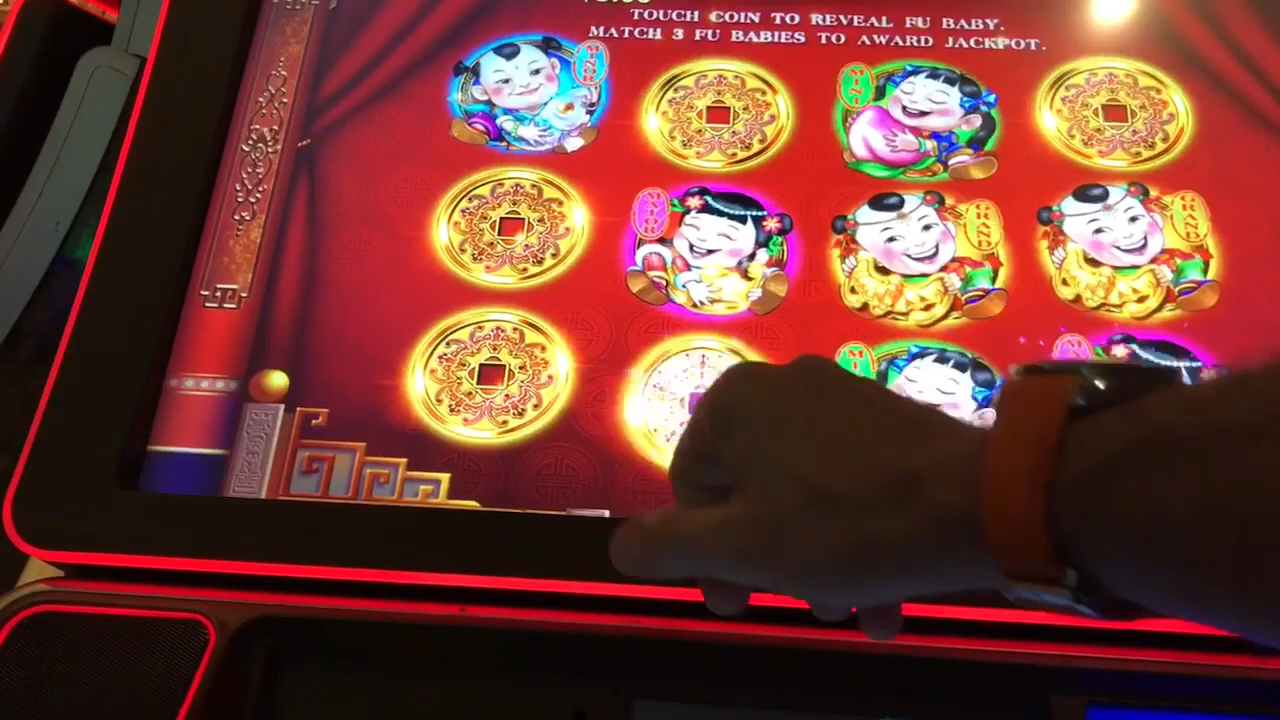 TOUCH COIN TO REVEAL FU BABY.
MATCH 3 FU BABIES TO AWARD JACKPOT.
MINOR
MINI
MAJOR
GRAND
GRAND
MINI